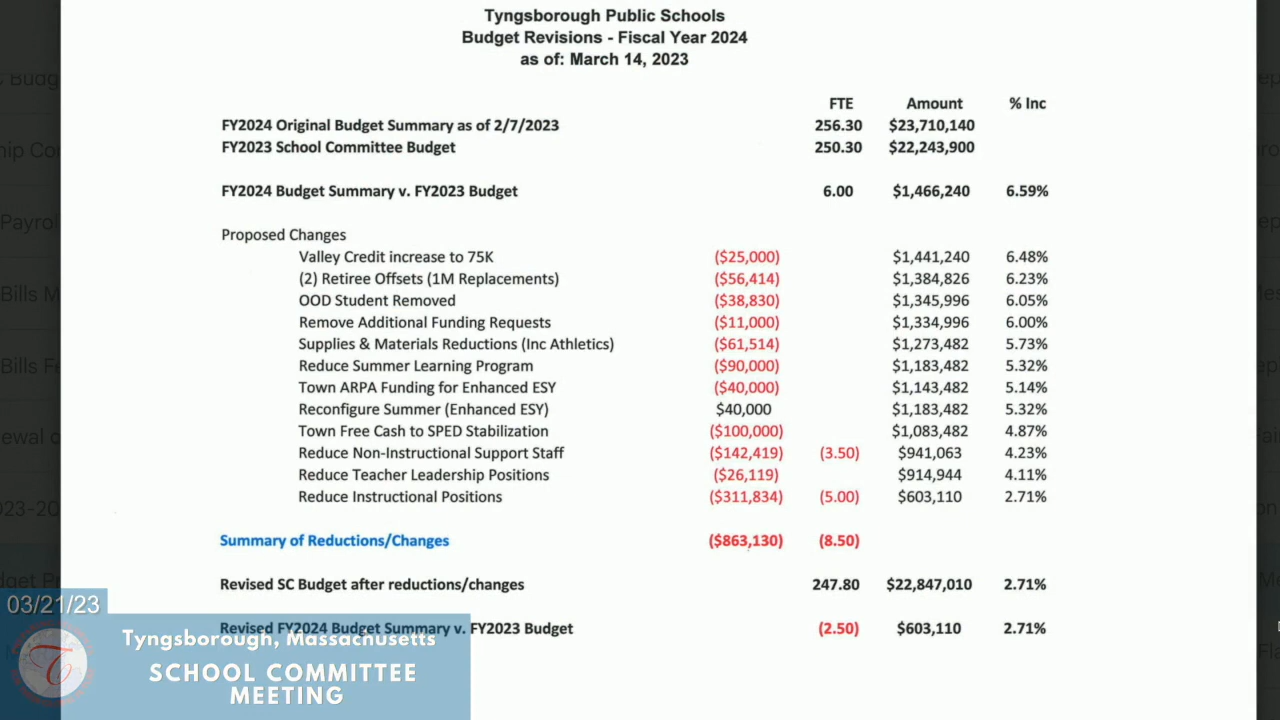 Tyngsborough Public Schools
Budget Revisions - Fiscal Year 2024
as of: March 14, 2023
FTE Amount % Inc
FY2024 Original Budget Summary as of 2/7/2023 256.30 $23,710,140
FY2023 School Committee Budget 250.30 $22,243,900
FY2024 Budget Summary v. FY2023 Budget 6.00 $1,466,240 6.59%
Proposed Changes
Valley Credit increase to 75K ($25,000) $1,441,240 6.48%
(2) Retiree Offsets (1M Replacements) ($56,414) $1,384,826 6.23%
OOD Student Removed ($38,830) $1,345,996 6.05%
Remove Additional Funding Requests ($11,000) $1,334,996 6.00%
Supplies & Materials Reductions (Inc Athletics) ($61,514) $1,273,482 5.73%
Reduce Summer Learning Program ($90,000) $1,183,482 5.32%
Town ARPA Funding for Enhanced ESY ($40,000) $1,143,482 5.14%
Reconfigure Summer (Enhanced ESY) $40,000 $1,183,482 5.32%
Town Free Cash to SPED Stabilization ($100,000) $1,083,482 4.87%
Reduce Non-Instructional Support Staff ($142,419) (3.50) $941,063 4.23%
Reduce Teacher Leadership Positions ($26,119) $914,944 4.11%
Reduce Instructional Positions ($311,834) (5.00) $603,110 2.71%
Summary of Reductions/Changes ($863,130) (8.50)
Revised SC Budget after reductions/changes 247.80 $22,847,010 2.71%
Revised FY2024 Budget Summary v. FY2023 Budget (2.50) $603,110 2.71%
03/21/23
Tyngsborough, Massachusetts
SCHOOL COMMITTEE
MEETING